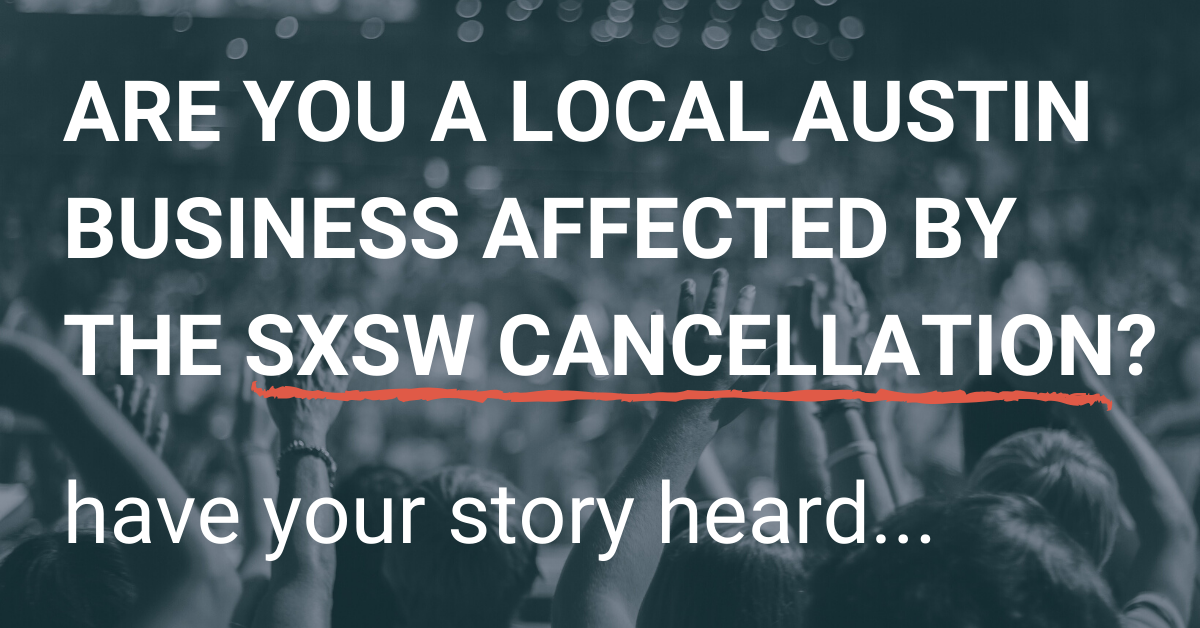 ARE YOU A LOCAL AUSTIN
BUSINESS AFFECTED BY
THE SXSW CANCELLATION?
have your story heard...